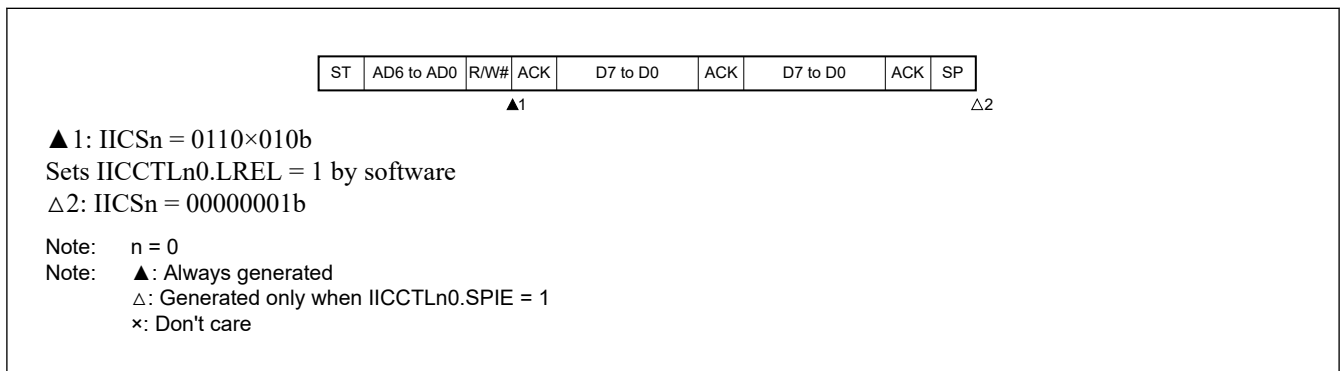 ST AD6 to AD0 R/W# ACK D7 to D0 ACK D7 to D0 ACK SP
▲1 △2
▲1: IICSn = 0110×010b
Sets IICCTLn0.LREL = 1 by software
△2: IICSn = 00000001b
Note: n = 0
Note: ▲: Always generated
△: Generated only when IICCTLn0.SPIE = 1
×: Don't care